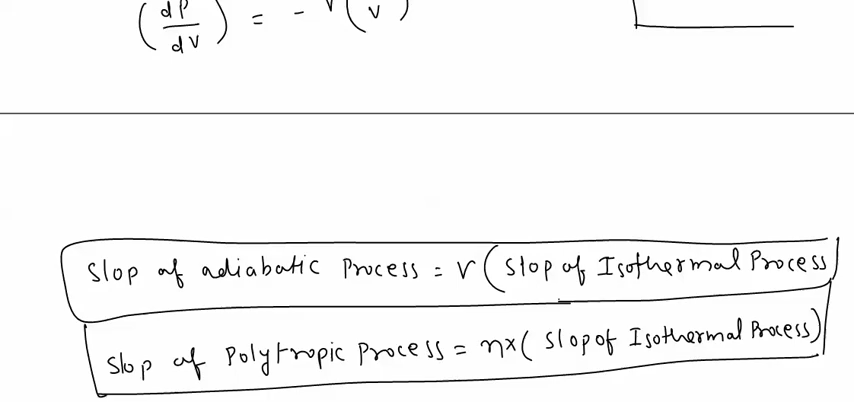 (dP/dV) = - γ(/V)
Slop of adiabatic Process = γ (Slop of Isothermal Process
Slop of Polytropic Process = n× ( Slop of Isothermal Process)